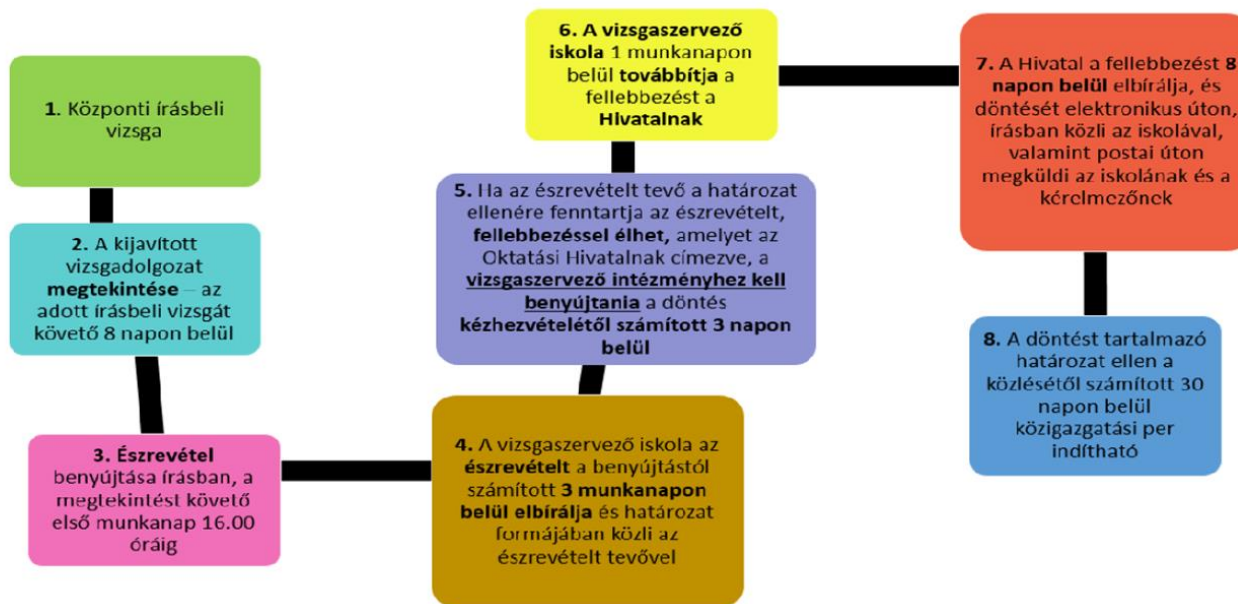 1. Központi írásbeli
vizsga
2. A kijavított
vizsgadolgozat
megtekintése – az
adott írásbeli vizsgát
követő 8 napon belül
3. Észrevétel
benyújtása írásban, a
megtekintést követő
első munkanap 16.00
óráig
4. A vizsgaszervező iskola az
észrevételt a benyújtástól
számított 3 munkanapon
belül elbírálja és határozat
formájában közli az
észrevételt tevővel
5. Ha az észrevételt tevő a határozat
ellenére fenntartja az észrevételt,
fellebbezéssel élhet, amelyet az
Oktatási Hivatalnak címezve, a
vizsgaszervező intézményhez kell
benyújtania a döntés
kézhezvételétől számított 3 napon
belül
6. A vizsgaszervező
iskola 1 munkanapon
belül továbbítja a
fellebbezést a
Hivatalnak
7. A Hivatal a fellebbezést 8
napon belül elbírálja, és
döntését elektronikus úton,
írásban közli az iskolával,
valamint postai úton
megküldi az iskolának és a
kérelmezőnek
8. A döntést tartalmazó
határozat ellen a
közlésétől számított 30
napon belül
közigazgatási per
indítható